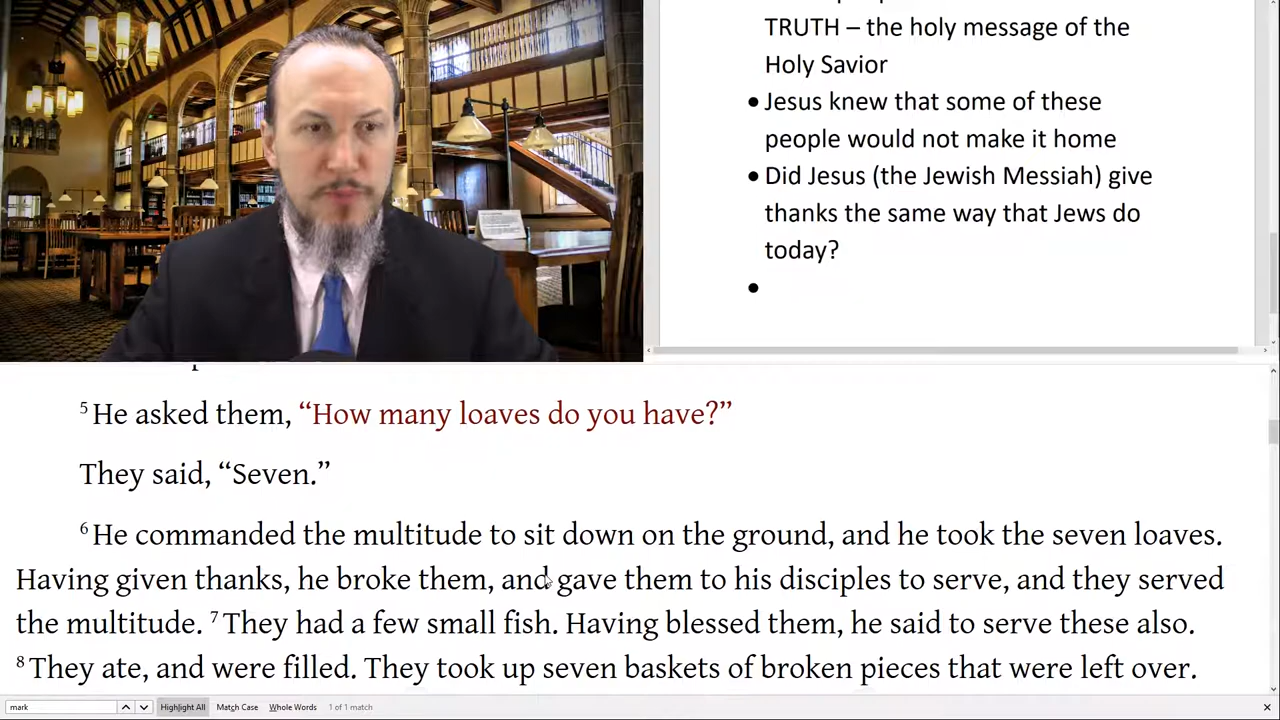 TRUTH – the holy message of the
Holy Savior
• Jesus knew that some of these
people would not make it home
• Did Jesus (the Jewish Messiah) give
thanks the same way that Jews do
today?
•
5 He asked them, “How many loaves do you have?”
They said, “Seven.”
6 He commanded the multitude to sit down on the ground, and he took the seven loaves.
Having given thanks, he broke them, and gave them to his disciples to serve, and they served
the multitude. 7 They had a few small fish. Having blessed them, he said to serve these also.
8 They ate, and were filled. They took up seven baskets of broken pieces that were left over.
mark Highlight All Match Case Whole Words 1 of 1 match